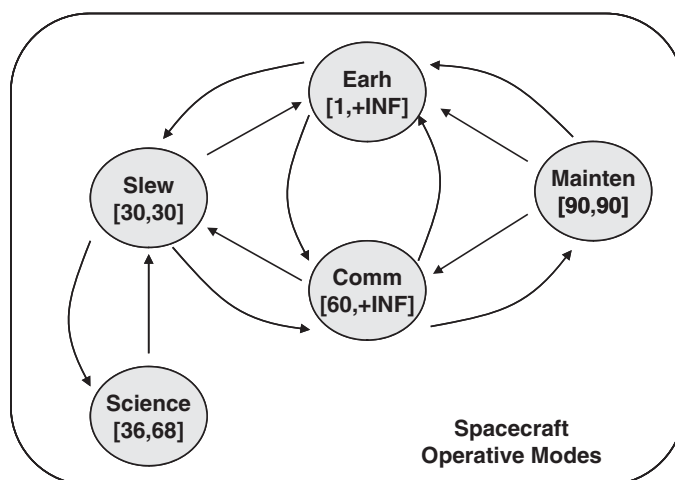 Earh
[1,+INF]
Slew
[30,30]
Mainten
[90,90]
Comm
[60,+INF]
Science
[36,68]
Spacecraft
Operative Modes